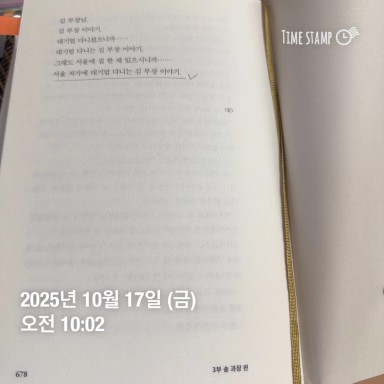 TIME STAMP
김 부장님.
김 부장 이야기.
대기업 다니셨으니까……
대기업 다니는 김 부장 이야기.
그래도 서울에 집 한 채 있으시니까……
서울 자가에 대기업 다니는 김 부장 이야기.
2025년 10월 17일 (금)
오전 10:02
678
3부 송 과장 편